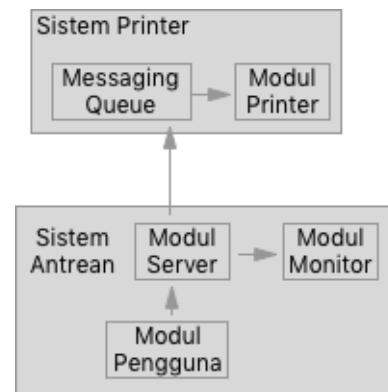 Sistem Printer
Messaging
Queue
Modul
Printer
Sistem
Antrean
Modul
Server
Modul
Monitor
Modul
Pengguna